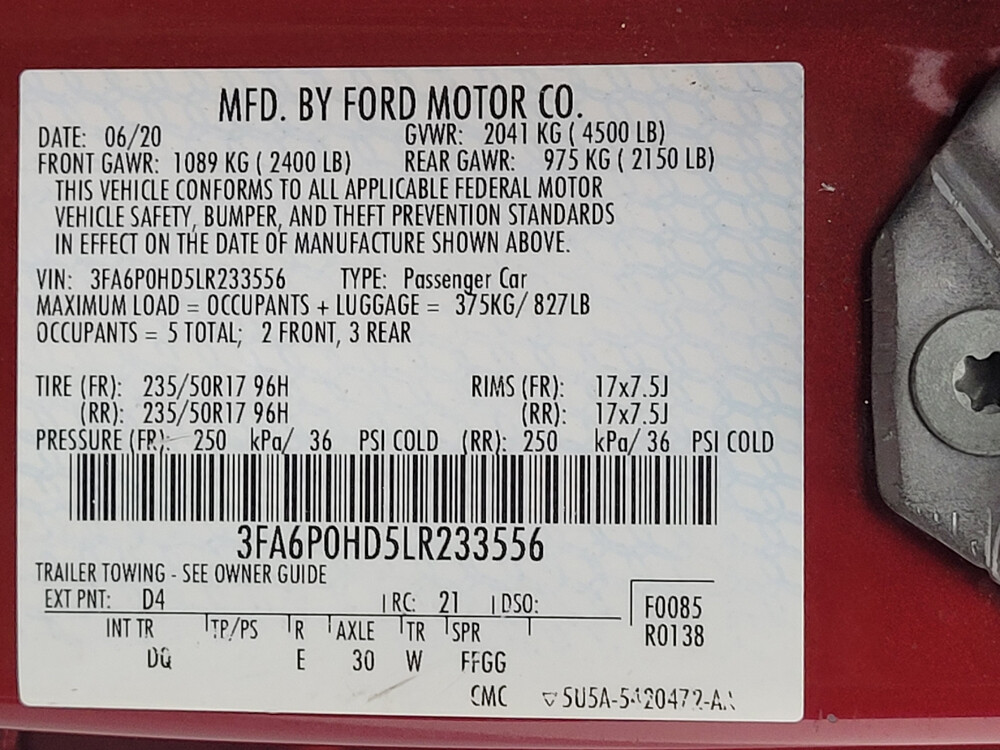 MFD. BY FORD MOTOR CO.
DATE: 06/20 GVWR: 2041 KG ( 4500 LB)
FRONT GAWR: 1089 KG ( 2400 LB) REAR GAWR: 975 KG ( 2150 LB)
THIS VEHICLE CONFORMS TO ALL APPLICABLE FEDERAL MOTOR
VEHICLE SAFETY, BUMPER, AND THEFT PREVENTION STANDARDS
IN EFFECT ON THE DATE OF MANUFACTURE SHOWN ABOVE.
VIN: 3FA6P0HD5LR233556 TYPE: Passenger Car
MAXIMUM LOAD = OCCUPANTS + LUGGAGE = 375KG/ 827LB
OCCUPANTS = 5 TOTAL; 2 FRONT, 3 REAR
TIRE (FR): 235/50R17 96H RIMS (FR): 17x7.5J
(RR): 235/50R17 96H (RR): 17x7.5J
PRESSURE (FR): 250 kPa/ 36 PSI COLD (RR): 250 kPa/ 36 PSI COLD
3FA6P0HD5LR233556
TRAILER TOWING - SEE OWNER GUIDE
EXT PNT: D4 RC: 21 DSO: F0085
INT TR TP/PS R AXLE TR SPR R0138
DQ E 30 W FFGG
CMC